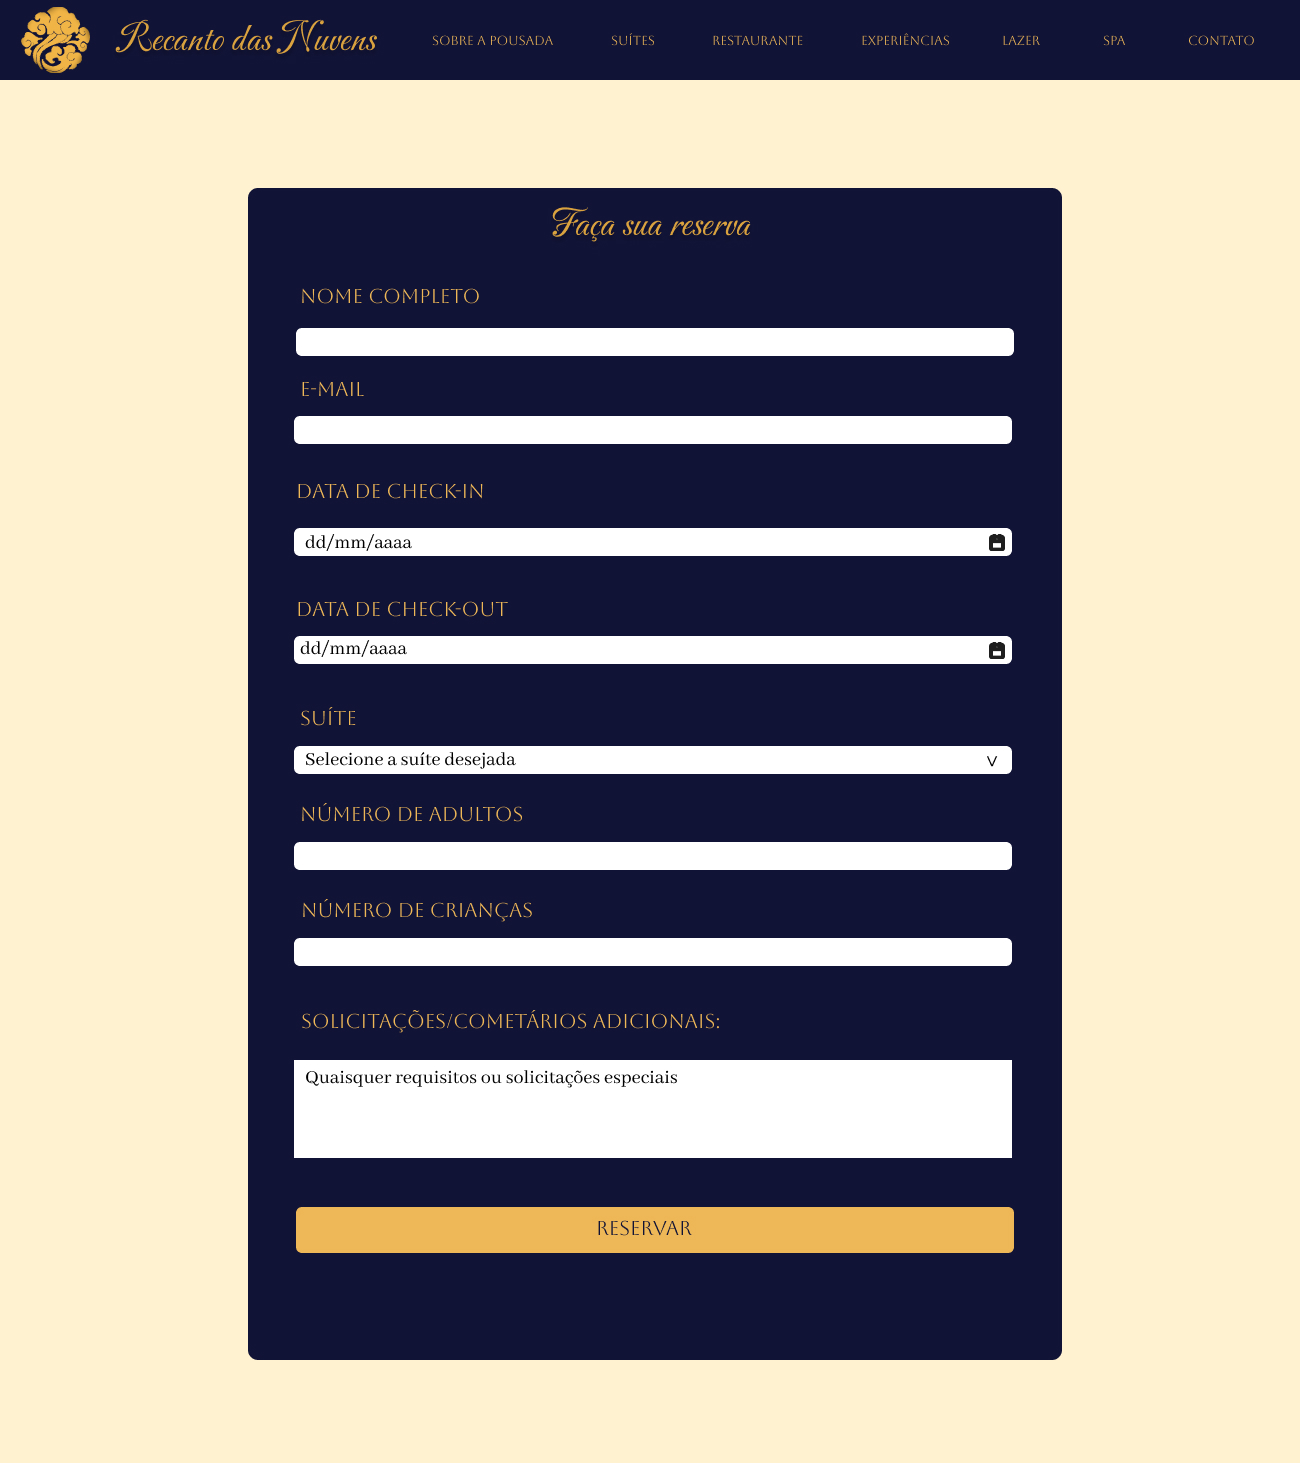 Recanto das Nuvens
SOBRE A POUSADA SUÍTES RESTAURANTE EXPERIÊNCIAS LAZER SPA CONTATO
Faça sua reserva
NOME COMPLETO
E-MAIL
DATA DE CHECK-IN
dd/mm/aaaa
DATA DE CHECK-OUT
dd/mm/aaaa
SUÍTE
Selecione a suíte desejada
NÚMERO DE ADULTOS
NÚMERO DE CRIANÇAS
SOLICITAÇÕES/COMETÁRIOS ADICIONAIS:
Quaisquer requisitos ou solicitações especiais
RESERVAR